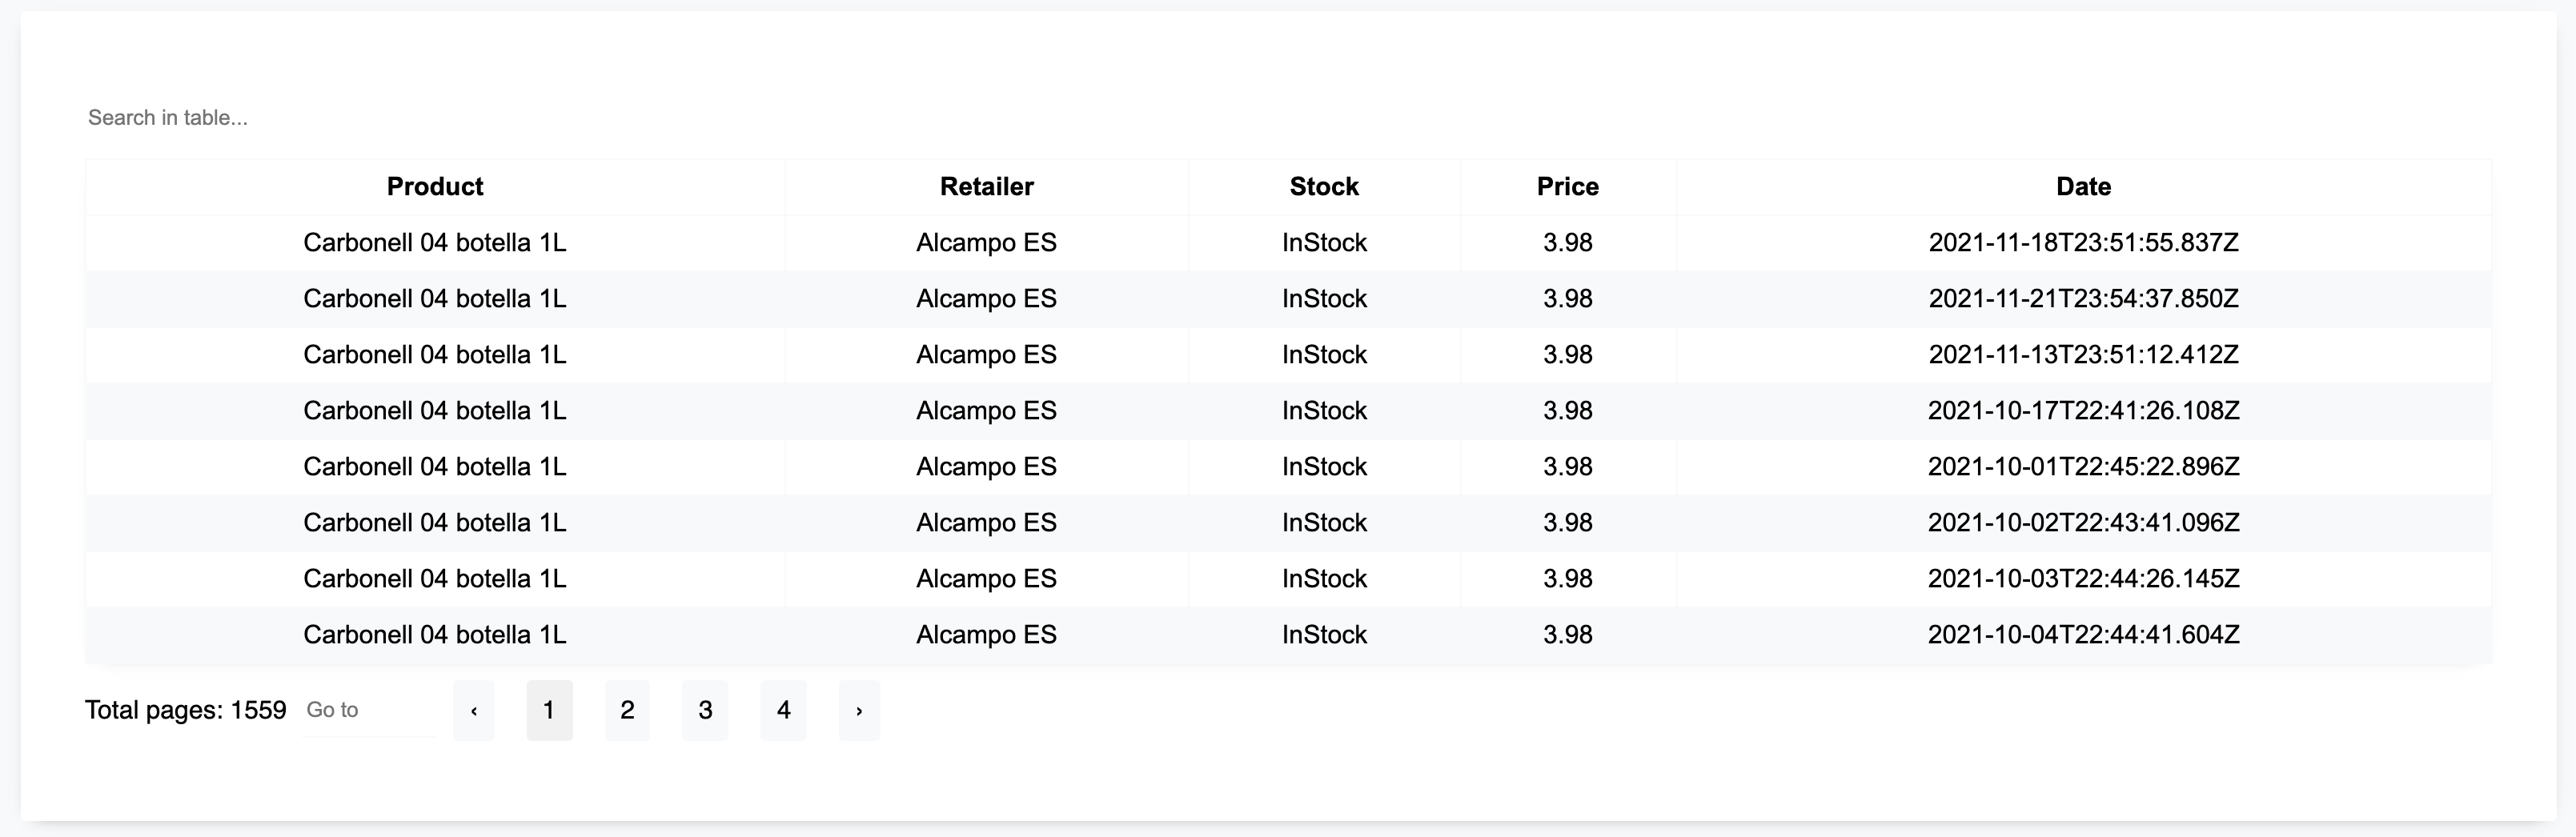 Search in table...
Product Retailer Stock Price Date
Carbonell 04 botella 1L Alcampo ES InStock 3.98 2021-11-18T23:51:55.837Z
Carbonell 04 botella 1L Alcampo ES InStock 3.98 2021-11-21T23:54:37.850Z
Carbonell 04 botella 1L Alcampo ES InStock 3.98 2021-11-13T23:51:12.412Z
Carbonell 04 botella 1L Alcampo ES InStock 3.98 2021-10-17T22:41:26.108Z
Carbonell 04 botella 1L Alcampo ES InStock 3.98 2021-10-01T22:45:22.896Z
Carbonell 04 botella 1L Alcampo ES InStock 3.98 2021-10-02T22:43:41.096Z
Carbonell 04 botella 1L Alcampo ES InStock 3.98 2021-10-03T22:44:26.145Z
Carbonell 04 botella 1L Alcampo ES InStock 3.98 2021-10-04T22:44:41.604Z
Total pages: 1559 Go to ‹ 1 2 3 4 ›